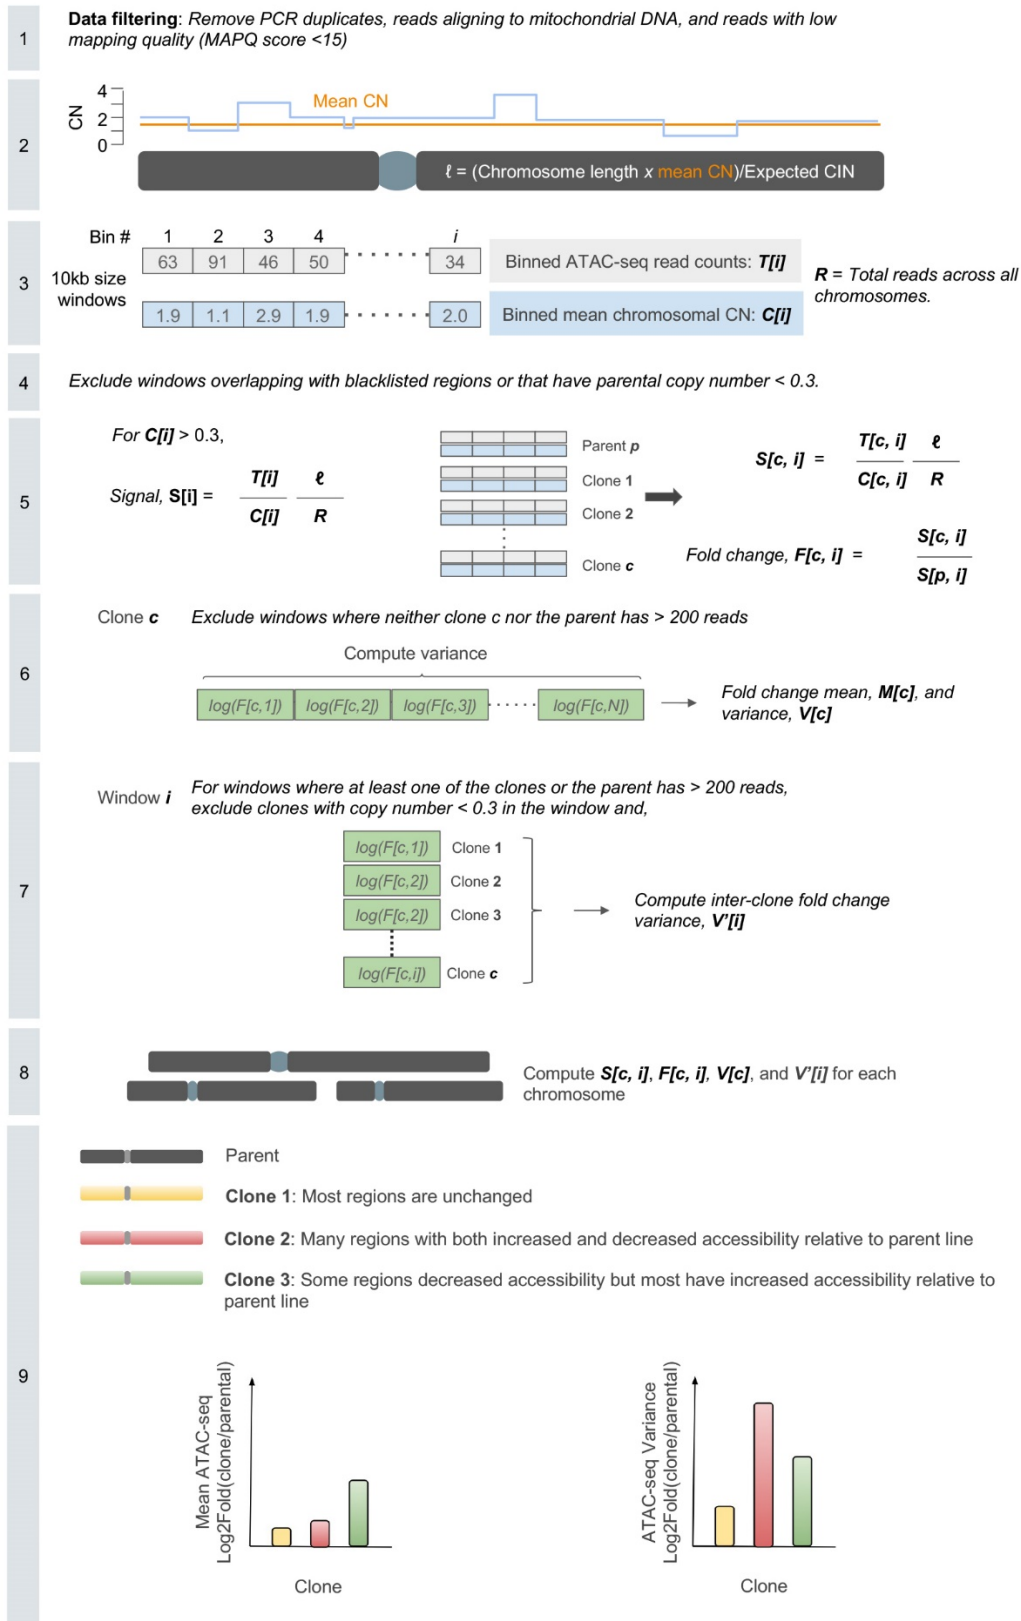 1
Data filtering: Remove PCR duplicates, reads aligning to mitochondrial DNA, and reads with low
mapping quality (MAPQ score <15)
2
CN
4
2
0
Mean CN
ℓ = (Chromosome length x mean CN)/Expected CIN
3
Bin #
1 2 3 4 i
10kb size
windows
63 91 46 50 34
Binned ATAC-seq read counts: T[i]
1.9 1.1 2.9 1.9 2.0
Binned mean chromosomal CN: C[i]
R = Total reads across all
chromosomes.
4
Exclude windows overlapping with blacklisted regions or that have parental copy number < 0.3.
5
For C[i] > 0.3,
Signal, S[i] =
T[i] ℓ
C[i] R
Parent p
Clone 1
Clone 2
Clone c
S[c, i] =
T[c, i] ℓ
C[c, i] R
Fold change, F[c, i] =
S[c, i]
S[p, i]
6
Clone c
Exclude windows where neither clone c nor the parent has > 200 reads
Compute variance
log(F[c,1]) log(F[c,2]) log(F[c,3]) log(F[c,N])
Fold change mean, M[c], and
variance, V[c]
7
Window i
For windows where at least one of the clones or the parent has > 200 reads,
exclude clones with copy number < 0.3 in the window and,
log(F[c,1]) Clone 1
log(F[c,2]) Clone 2
log(F[c,2]) Clone 3
log(F[c,i]) Clone c
Compute inter-clone fold change
variance, V'[i]
8
Compute S[c, i], F[c, i], V[c], and V'[i] for each
chromosome
9
Parent
Clone 1: Most regions are unchanged
Clone 2: Many regions with both increased and decreased accessibility relative to parent line
Clone 3: Some regions decreased accessibility but most have increased accessibility relative to
parent line
Mean ATAC-seq
Log2Fold(clone/parental)
Clone
ATAC-seq Variance
Log2Fold(clone/parental)
Clone